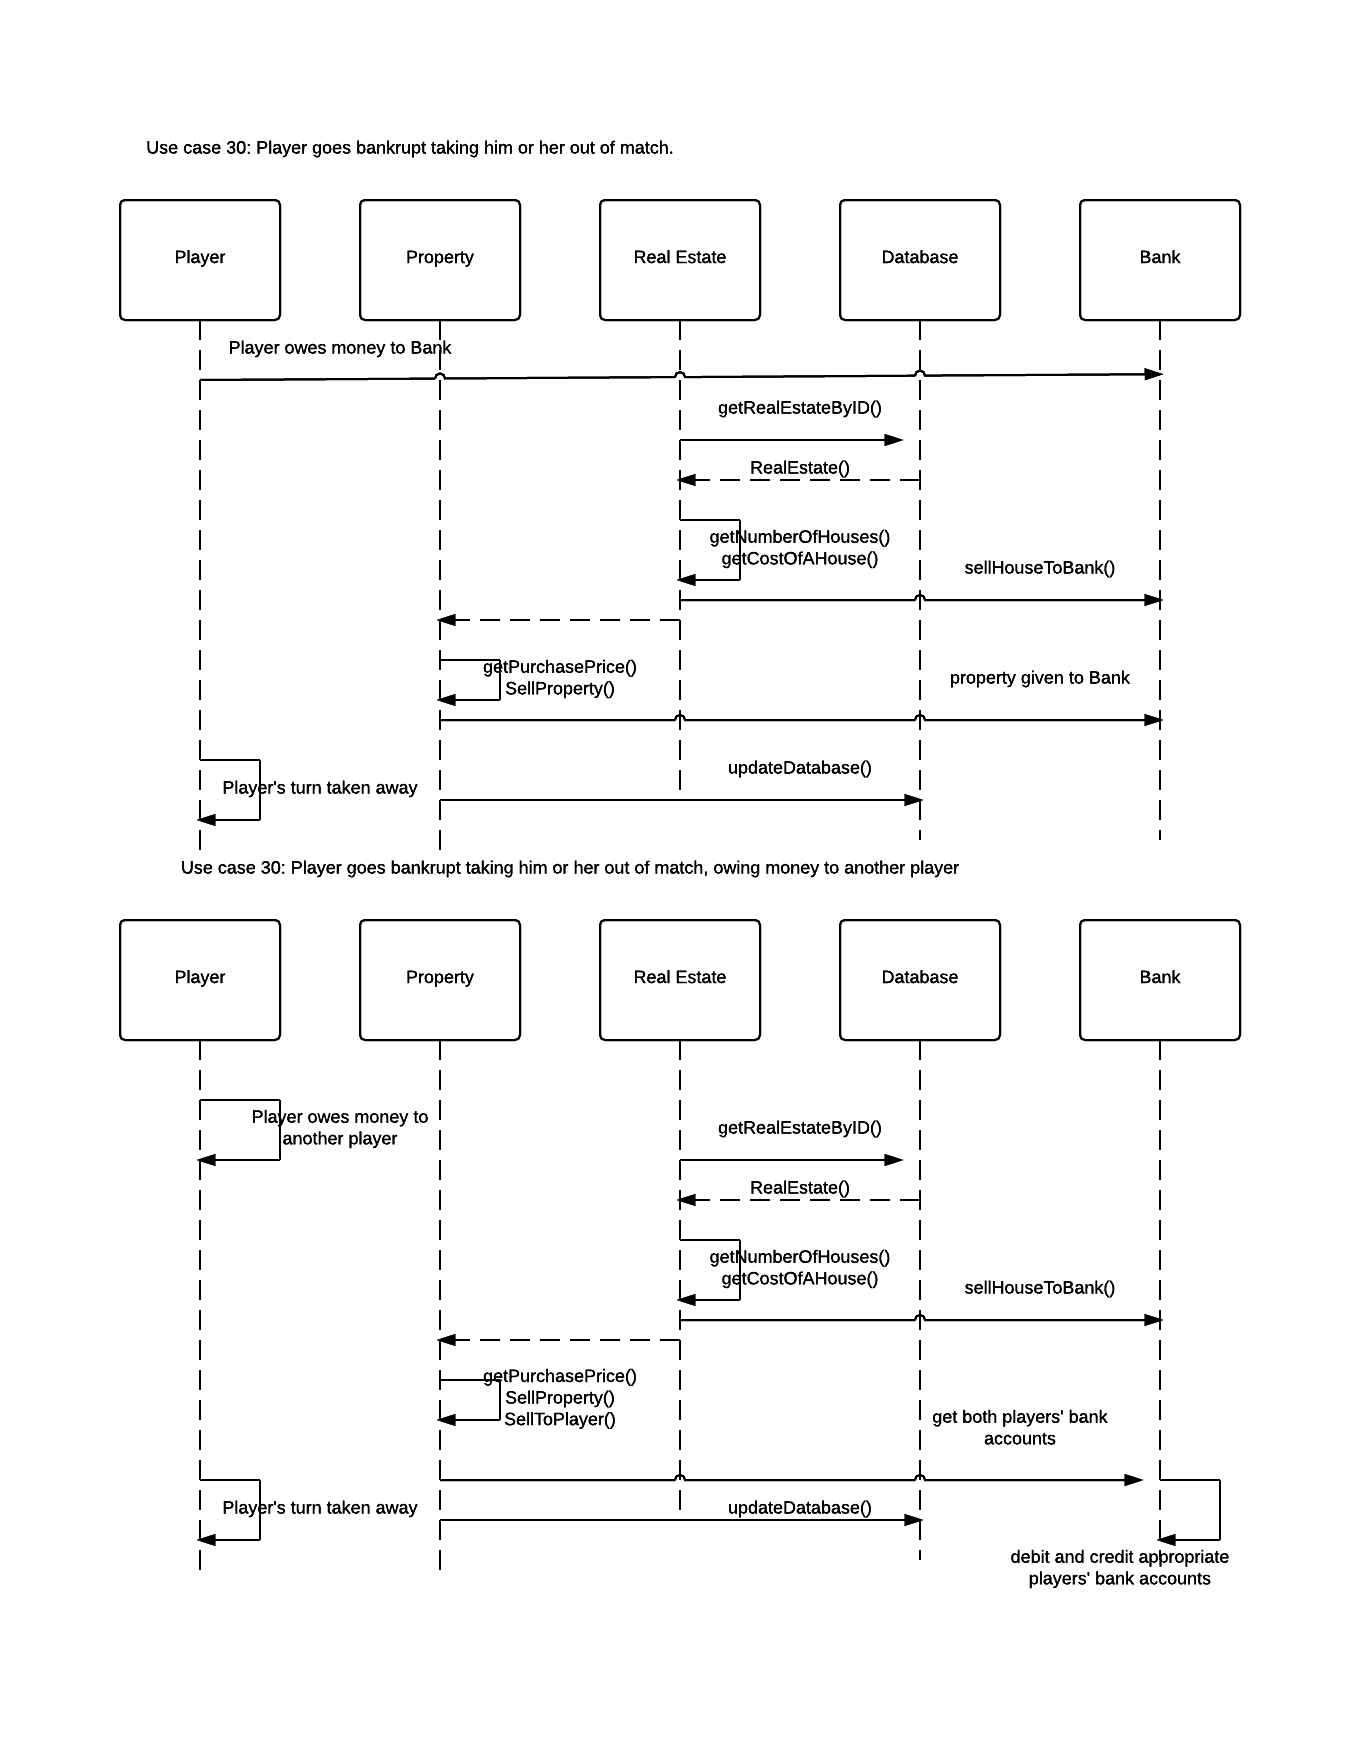 Use case 30: Player goes bankrupt taking him or her out of match.
Player
Property
Real Estate
Database
Bank
Player owes money to Bank
getRealEstateByID()
RealEstate()
getNumberOfHouses()
getCostOfAHouse()
sellHouseToBank()
getPurchasePrice()
SellProperty()
property given to Bank
updateDatabase()
Player's turn taken away
Use case 30: Player goes bankrupt taking him or her out of match, owing money to another player
Player
Property
Real Estate
Database
Bank
Player owes money to
another player
getRealEstateByID()
RealEstate()
getNumberOfHouses()
getCostOfAHouse()
sellHouseToBank()
getPurchasePrice()
SellProperty()
SellToPlayer()
get both players' bank
accounts
Player's turn taken away
updateDatabase()
debit and credit appropriate
players' bank accounts